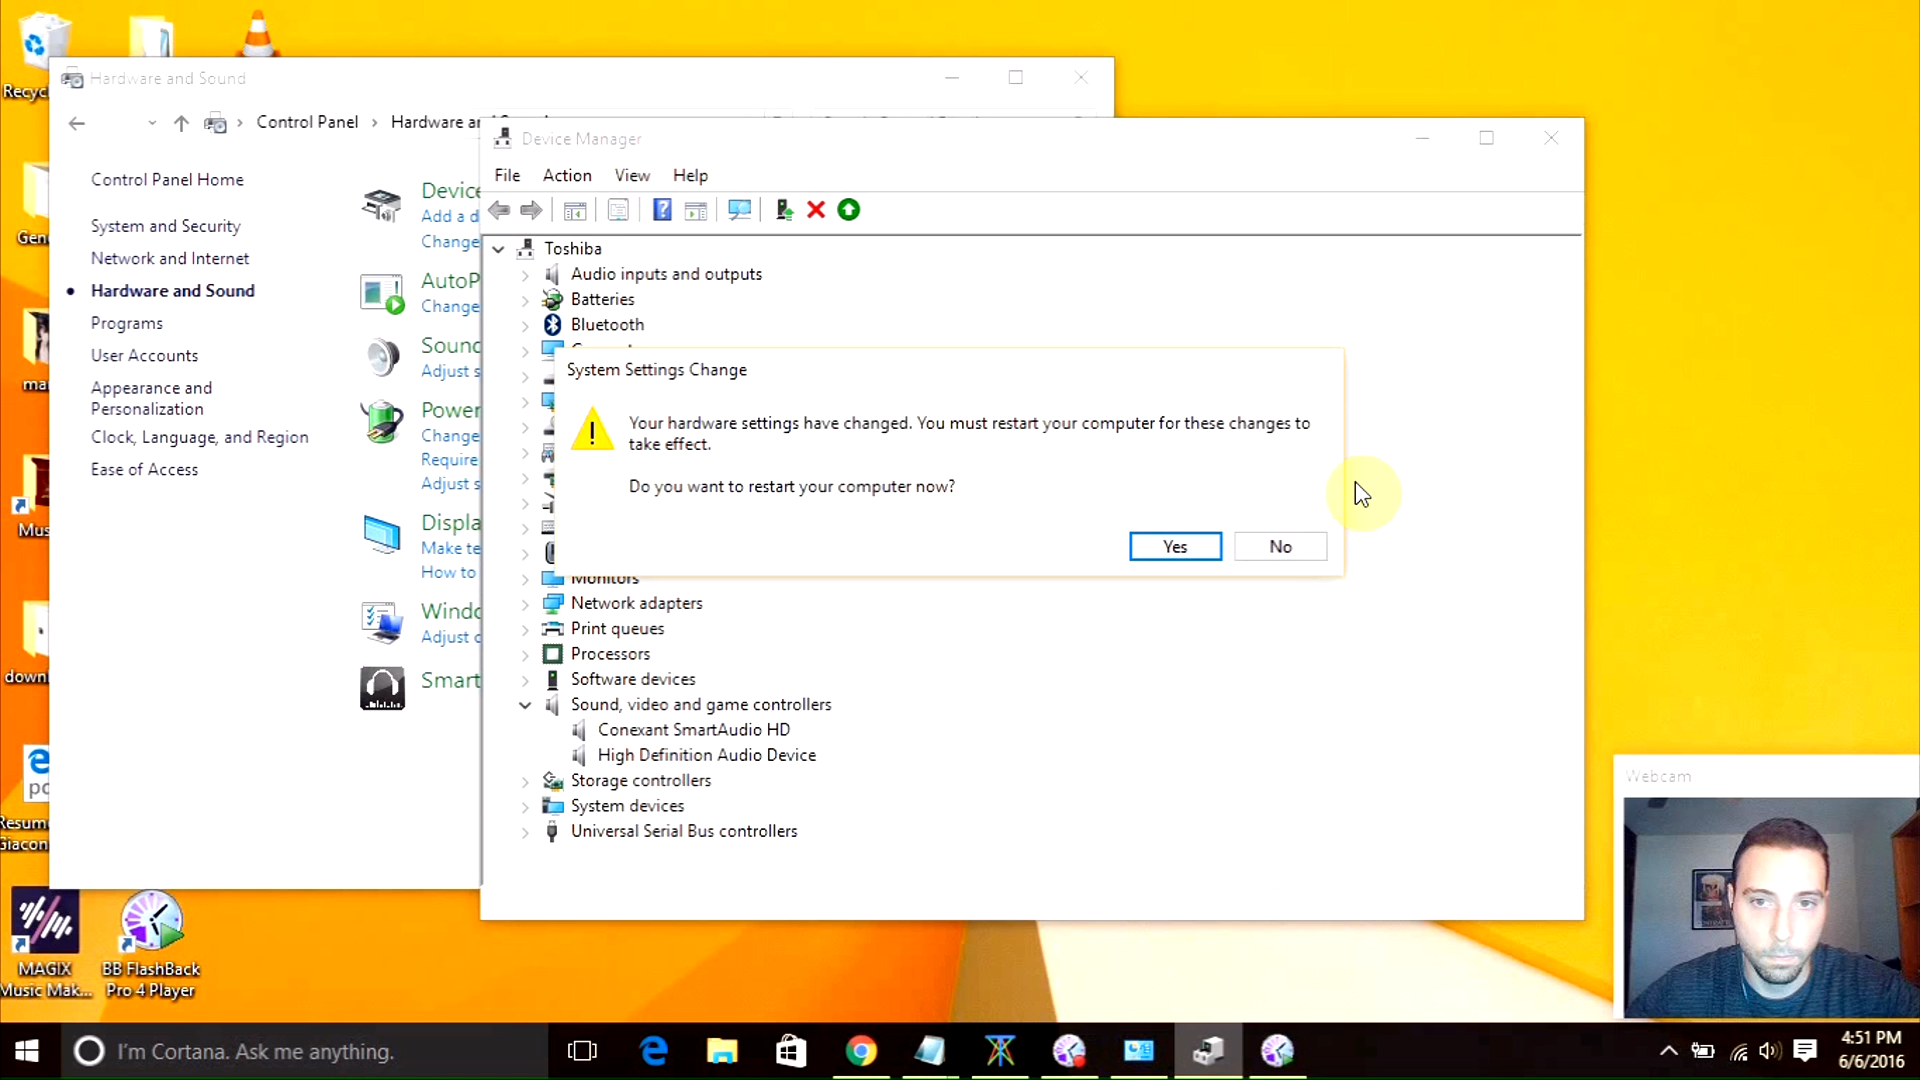 Recyc
Hardware and Sound
Control Panel
Hardware an
Control Panel Home
System and Security
Network and Internet
Hardware and Sound
Programs
User Accounts
Appearance and
Personalization
Clock, Language, and Region
Ease of Access
Device
Add a d
Change
AutoP
Change
Sound
Adjust s
Power
Change
Require
Adjust s
Displa
Make te
How to
Windo
Adjust c
Smart
Device Manager
File Action View Help
Toshiba
Audio inputs and outputs
Batteries
Bluetooth
System Settings Change
Your hardware settings have changed. You must restart your computer for these changes to
take effect.
Do you want to restart your computer now?
Yes No
Monitors
Network adapters
Print queues
Processors
Software devices
Sound, video and game controllers
Conexant SmartAudio HD
High Definition Audio Device
Storage controllers
System devices
Universal Serial Bus controllers
Gene
mar
Mus
downl
Resum
Giacon
MAGIX
Music Mak...
BB FlashBack
Pro 4 Player
Webcam
I'm Cortana. Ask me anything.
4:51 PM
6/6/2016